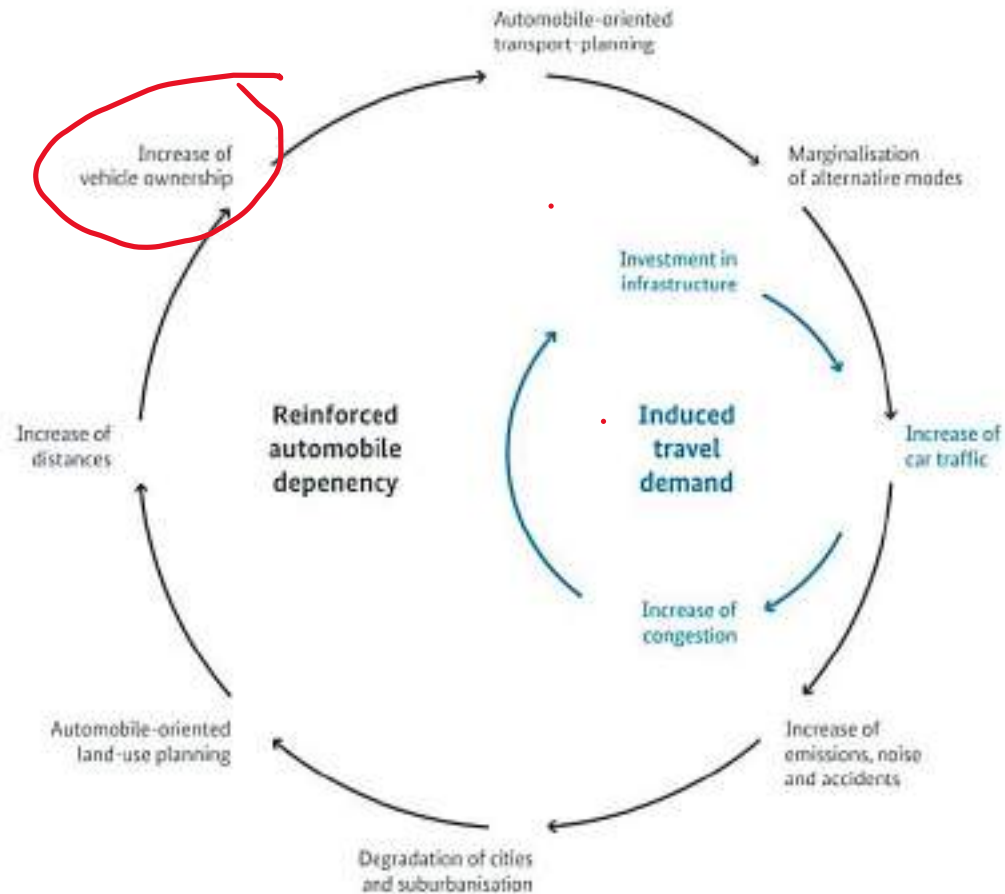 Automobile-oriented
transport-planning
Increase of
vehicle ownership
Marginalisation
of alternatire modes
Investment in
infrastructure
Reinforced
automobile
depenency
Induced
travel
demand
Increase of
distances
Increase of
car traffic
Increase of
congestion
Automobile-oriented
land-use planning
Increase of
emissions, noise
and accidents
Degradation of cities
and suburbanisation